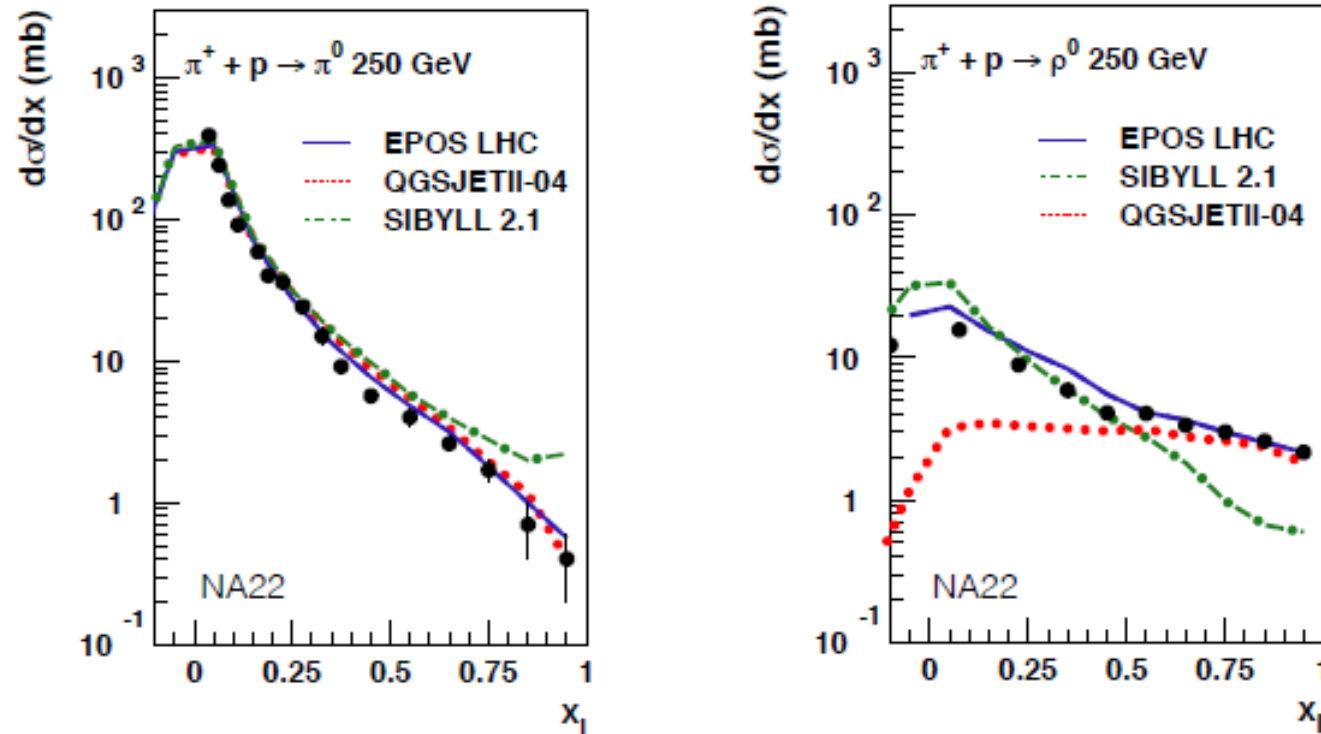 dσ/dx (mb)
π⁺ + p → π⁰ 250 GeV
EPOS LHC
QGSJETII-04
SIBYLL 2.1
NA22
10³
10²
10
1
10⁻¹
0 0.25 0.5 0.75 1
dσ/dx (mb)
π⁺ + p → ρ⁰ 250 GeV
EPOS LHC
SIBYLL 2.1
QGSJETII-04
NA22
10³
10²
10
1
10⁻¹
0 0.25 0.5 0.75 1